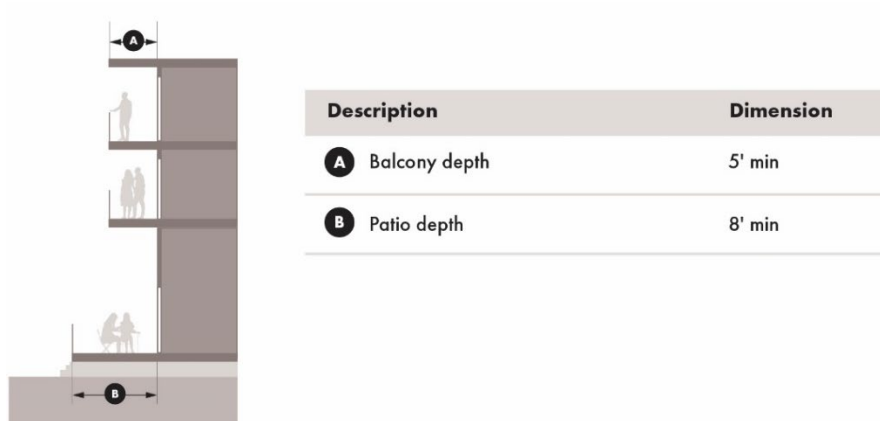 A
B
Description Dimension
A Balcony depth 5' min
B Patio depth 8' min